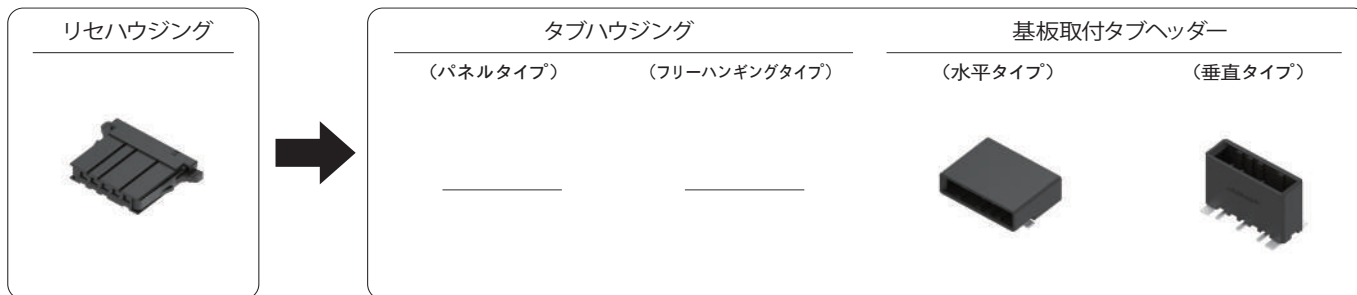 リセハウジング
タブハウジング
基板取付タブヘッダー
（パネルタイプ）
（フリーハンギングタイプ）
（水平タイプ）
（垂直タイプ）